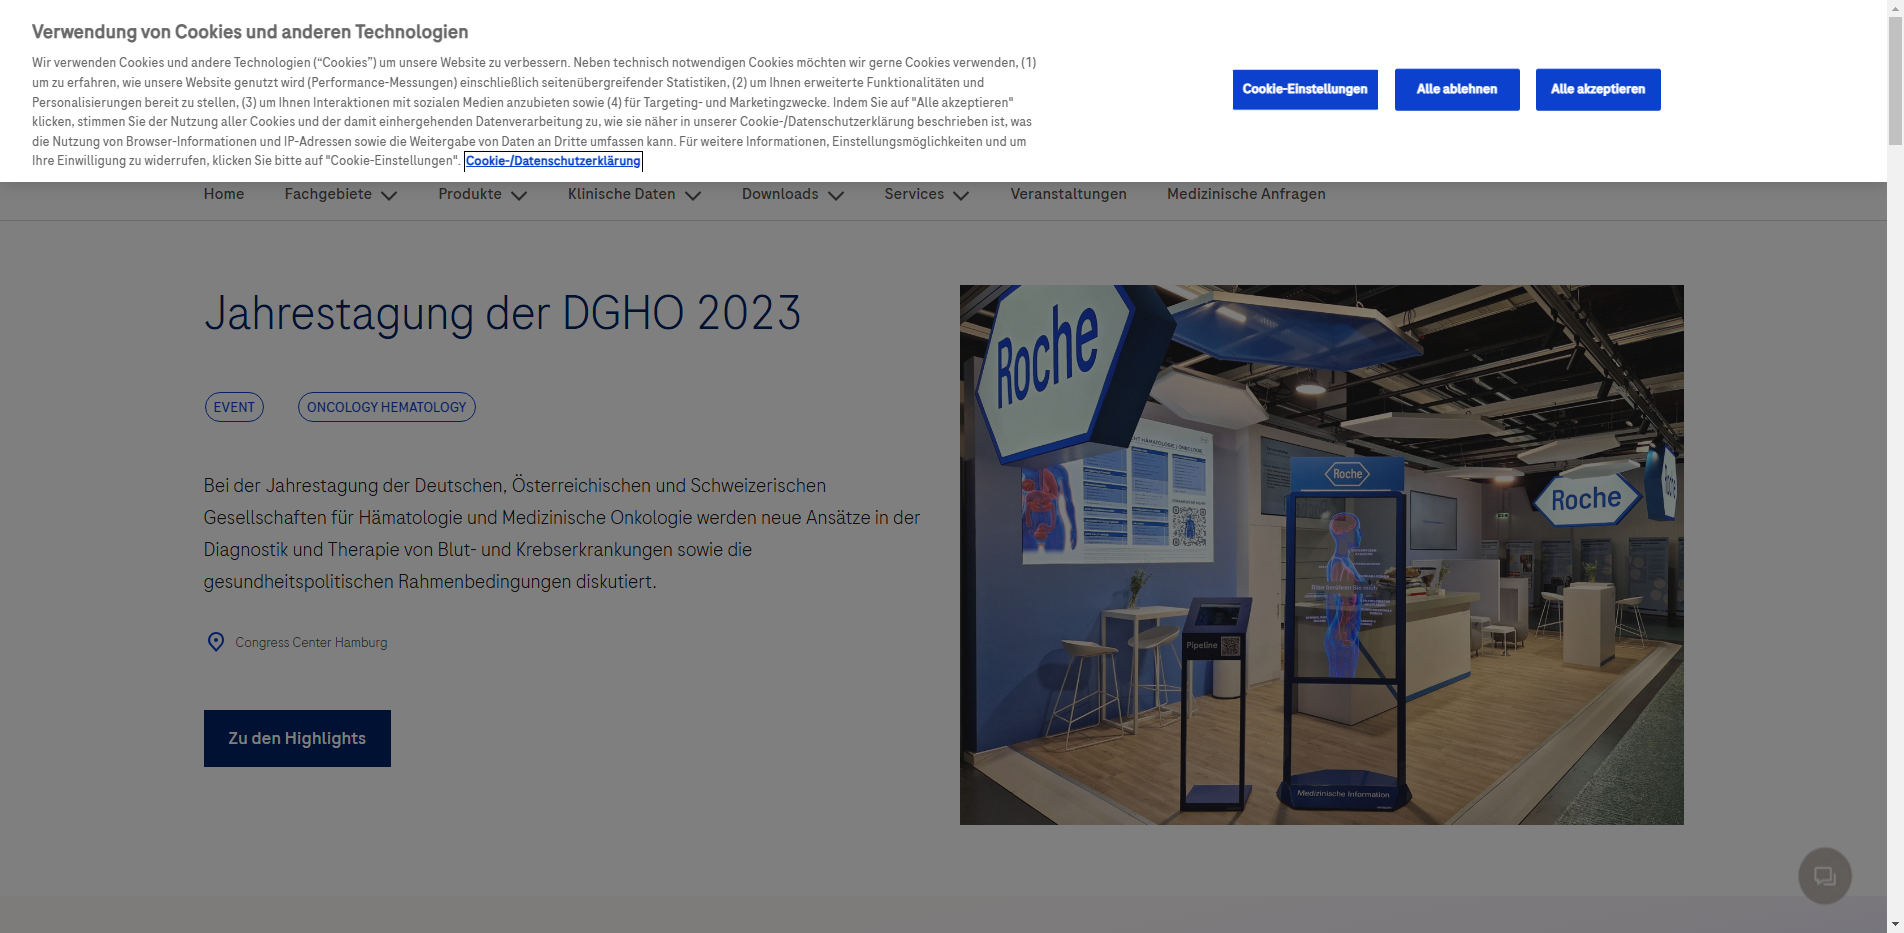 Verwendung von Cookies und anderen Technologien
Wir verwenden Cookies und andere Technologien (“Cookies”) um unsere Website zu verbessern. Neben technisch notwendigen Cookies möchten wir gerne Cookies verwenden, (1)
um zu erfahren, wie unsere Website genutzt wird (Performance-Messungen) einschließlich seitenübergreifender Statistiken, (2) um Ihnen erweiterte Funktionalitäten und
Personalisierungen bereit zu stellen, (3) um Ihnen Interaktionen mit sozialen Medien anzubieten sowie (4) für Targeting- und Marketingzwecke. Indem Sie auf "Alle akzeptieren"
klicken, stimmen Sie der Nutzung aller Cookies und der damit einhergehenden Datenverarbeitung zu, wie sie näher in unserer Cookie-/Datenschutzerklärung beschrieben ist, was
die Nutzung von Browser-Informationen und IP-Adressen sowie die Weitergabe von Daten an Dritte umfassen kann. Für weitere Informationen, Einstellungsmöglichkeiten und um
Ihre Einwilligung zu widerrufen, klicken Sie bitte auf "Cookie-Einstellungen". Cookie-/Datenschutzerklärung
Cookie-Einstellungen
Alle ablehnen
Alle akzeptieren
Home
Fachgebiete
Produkte
Klinische Daten
Downloads
Services
Veranstaltungen
Medizinische Anfragen
Jahrestagung der DGHO 2023
EVENT
ONCOLOGY HEMATOLOGY
Bei der Jahrestagung der Deutschen, Österreichischen und Schweizerischen
Gesellschaften für Hämatologie und Medizinische Onkologie werden neue Ansätze in der
Diagnostik und Therapie von Blut- und Krebserkrankungen sowie die
gesundheitspolitischen Rahmenbedingungen diskutiert.
Congress Center Hamburg
Zu den Highlights
Roche
HÄMATOLOGIE / ONKOLOGIE
Roche
Roche
Pipeline
Medizinische Information